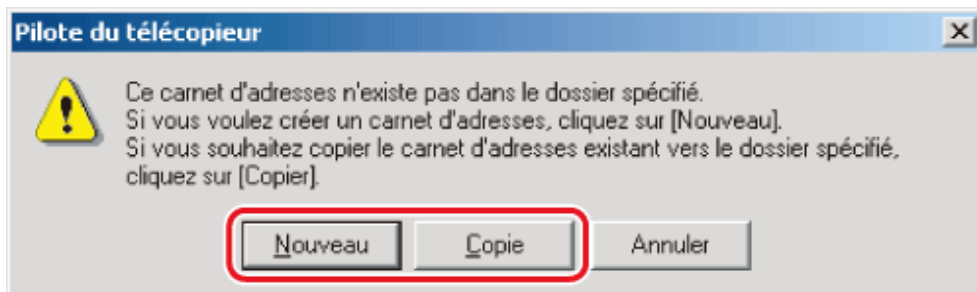 Pilote du télécopieur
Ce carnet d'adresses n'existe pas dans le dossier spécifié.
Si vous voulez créer un carnet d'adresses, cliquez sur [Nouveau].
Si vous souhaitez copier le carnet d'adresses existant vers le dossier spécifié,
cliquez sur [Copier].
Nouveau Copie Annuler